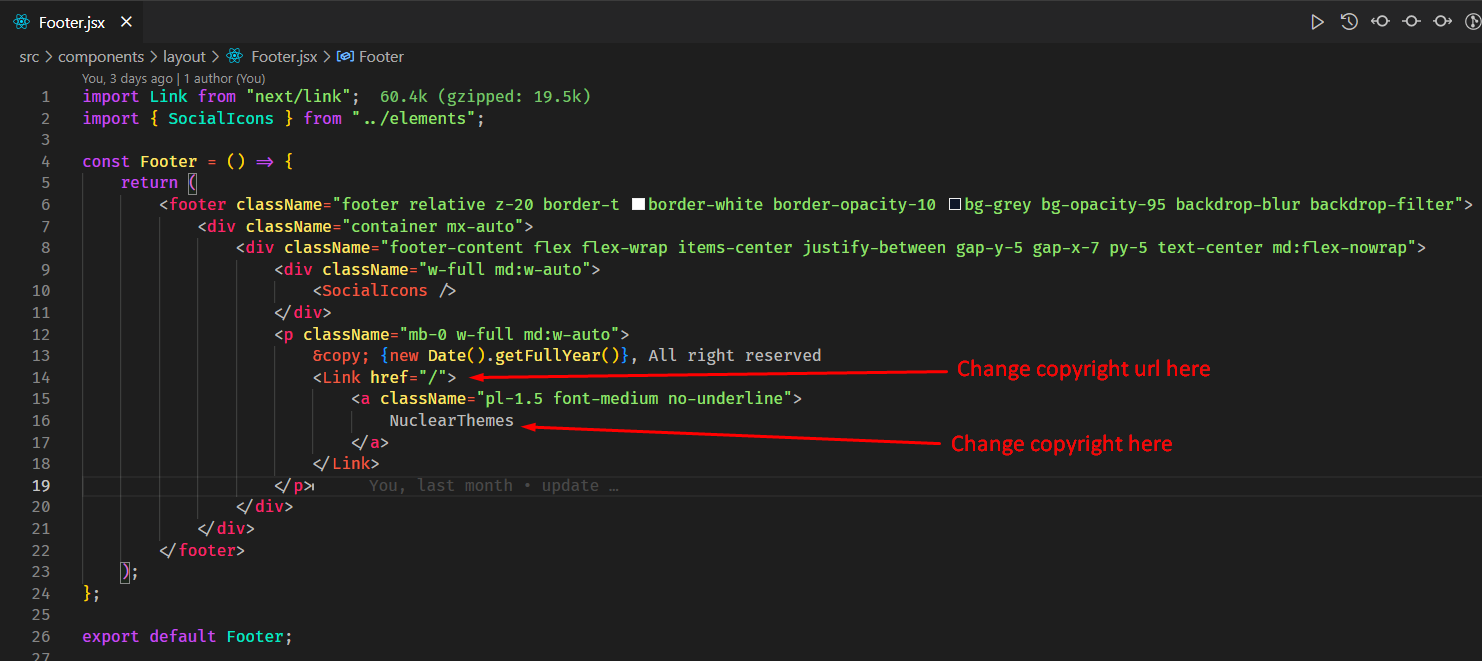 Footer.jsx ×
src > components > layout > Footer.jsx > Footer
You, 3 days ago | 1 author (You)
1 import Link from "next/link"; 60.4k (gzipped: 19.5k)
2 import { SocialIcons } from "../elements";
3
4 const Footer = () => {
5 return (
6 <footer className="footer relative z-20 border-t border-white border-opacity-10 bg-grey bg-opacity-95 backdrop-blur backdrop-filter">
7 <div className="container mx-auto">
8 <div className="footer-content flex flex-wrap items-center justify-between gap-y-5 gap-x-7 py-5 text-center md:flex-nowrap">
9 <div className="w-full md:w-auto">
10 <SocialIcons />
11 </div>
12 <p className="mb-0 w-full md:w-auto">
13 &copy; {new Date().getFullYear()}, All right reserved
14 <Link href="/"> Change copyright url here
15 <a className="pl-1.5 font-medium no-underline">
16 NuclearThemes
17 </a> Change copyright here
18 </Link>
19 </p> You, last month • update …
20 </div>
21 </div>
22 </footer>
23 );
24 };
25
26 export default Footer;
27